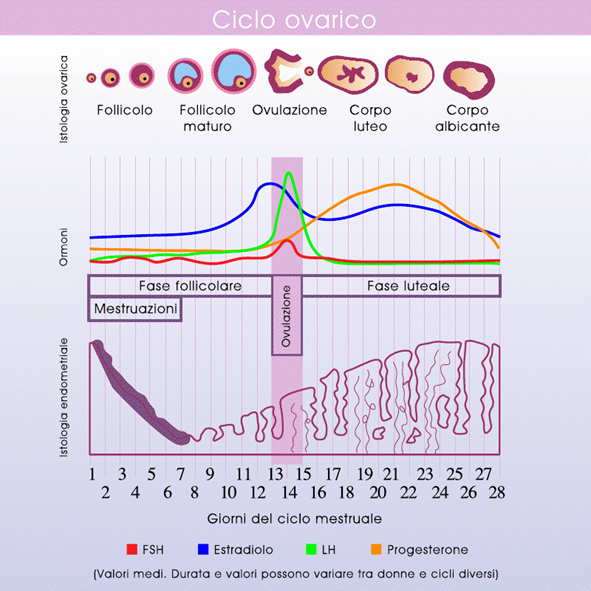 Ciclo ovarico
Istologia ovarica
Follicolo
Follicolo
maturo
Ovulazione
Corpo
luteo
Corpo
albicante
Ormoni
Fase follicolare
Ovulazione
Fase luteale
Mestruazioni
Istologia endometriale
1 3 5 7 9 11 13 15 17 19 21 23 25 27
2 4 6 8 10 12 14 16 18 20 22 24 26 28
Giorni del ciclo mestruale
FSH Estradiolo LH Progesterone
(Valori medi. Durata e valori possono variare tra donne e cicli diversi)